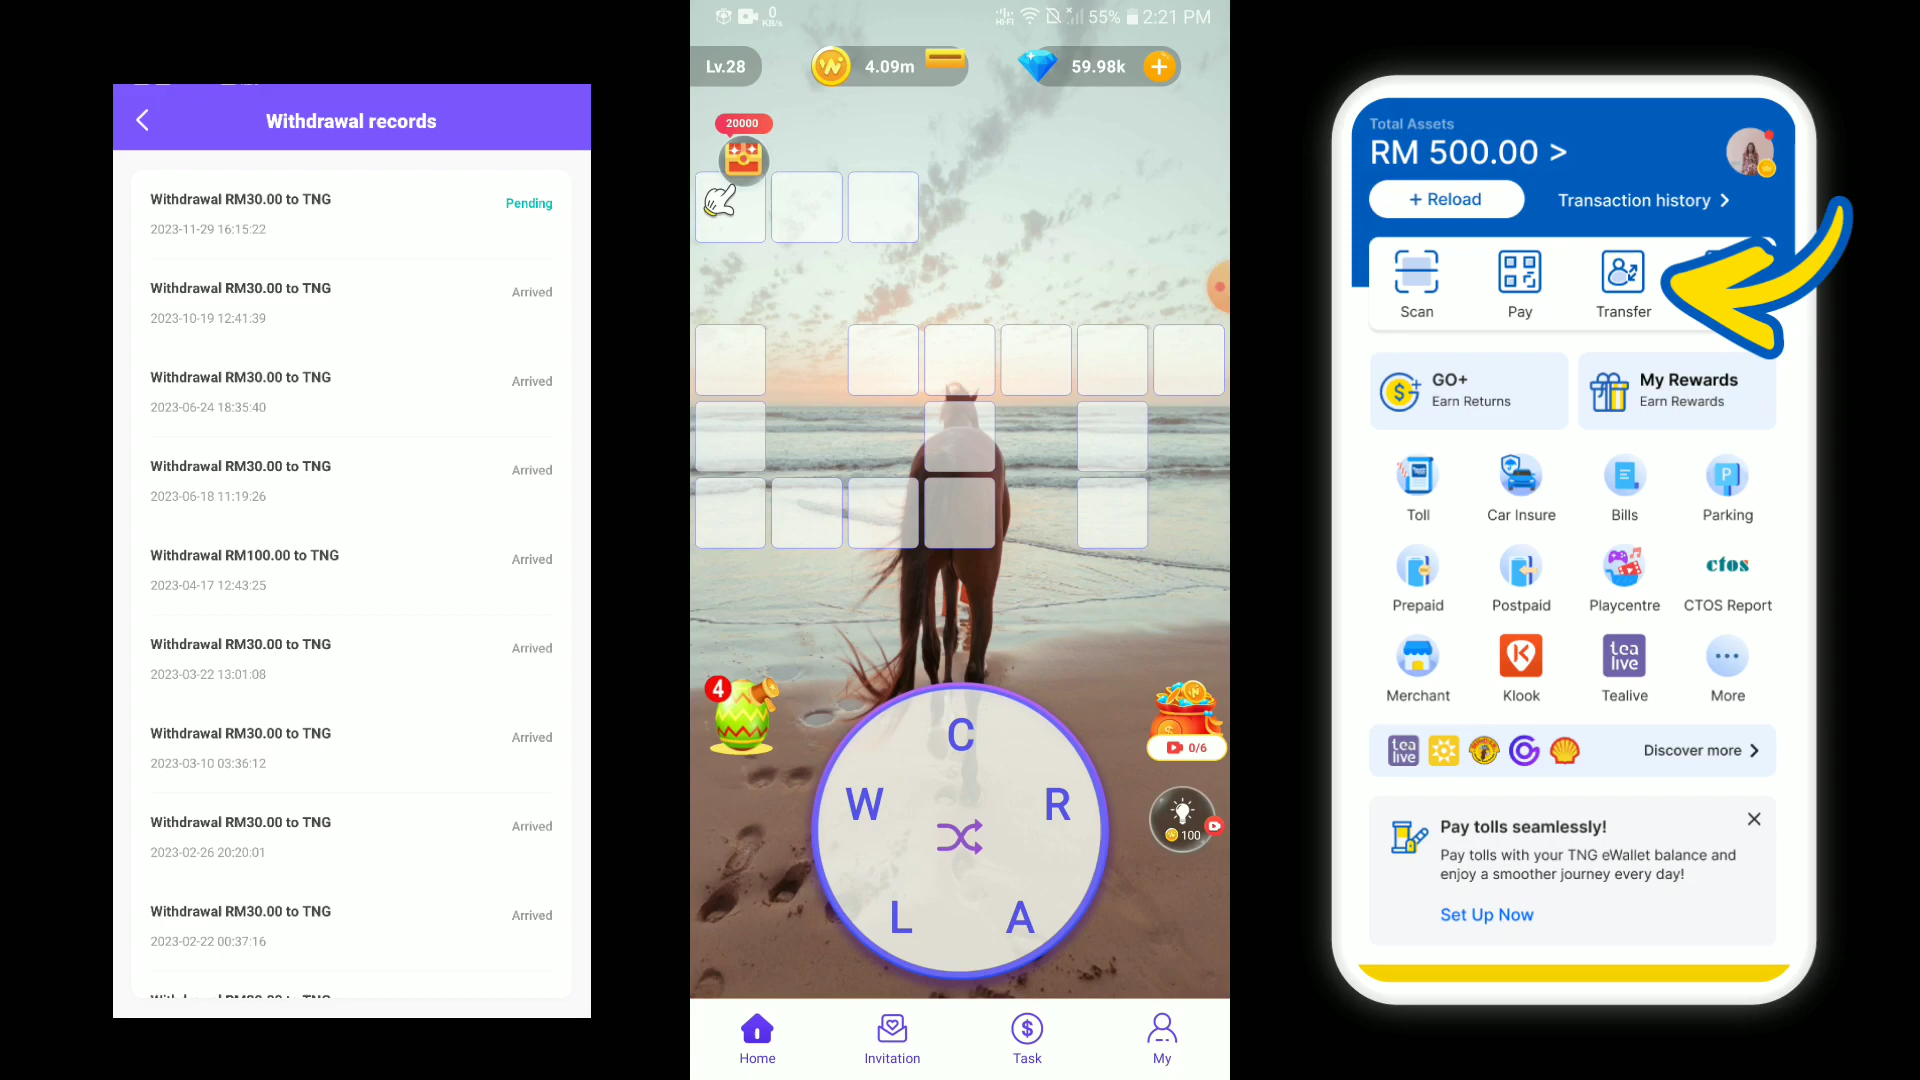 Withdrawal records
Withdrawal RM30.00 to TNG
Pending
2023-11-29 16:15:22
Withdrawal RM30.00 to TNG
Arrived
2023-10-19 12:41:39
Withdrawal RM30.00 to TNG
Arrived
2023-06-24 18:35:40
Withdrawal RM30.00 to TNG
Arrived
2023-06-18 11:19:26
Withdrawal RM100.00 to TNG
Arrived
2023-04-17 12:43:25
Withdrawal RM30.00 to TNG
Arrived
2023-03-22 13:01:08
Withdrawal RM30.00 to TNG
Arrived
2023-03-10 03:36:12
Withdrawal RM30.00 to TNG
Arrived
2023-02-26 20:20:01
Withdrawal RM30.00 to TNG
Arrived
2023-02-22 00:37:16
0 KB/s
HI-FI
55%
2:21 PM
Lv.28
4.09m
59.98k
20000
4
0/6
100
C
W
R
L
A
Home
Invitation
Task
My
Total Assets
RM 500.00 >
+ Reload
Transaction history
Scan
Pay
Transfer
GO+
Earn Returns
My Rewards
Earn Rewards
Toll
Car Insure
Bills
Parking
ctos
Prepaid
Postpaid
Playcentre
CTOS Report
tea
live
Merchant
Klook
Tealive
More
tea
live
Discover more
Pay tolls seamlessly!
Pay tolls with your TNG eWallet balance and
enjoy a smoother journey every day!
Set Up Now